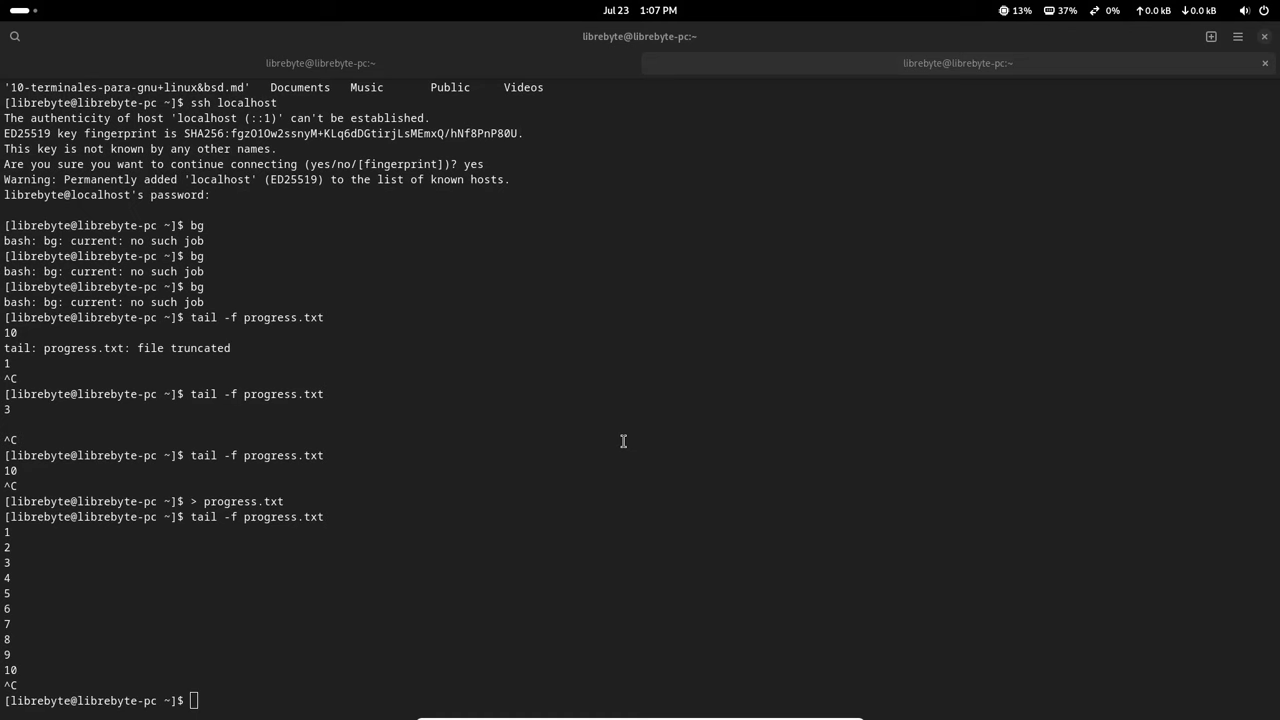 Jul 23 1:07 PM
13% 37% 0% 0.0 kB 0.0 kB
librebyte@librebyte-pc:~
librebyte@librebyte-pc:~ librebyte@librebyte-pc:~
'10-terminales-para-gnu+linux&bsd.md' Documents Music Public Videos
[librebyte@librebyte-pc ~]$ ssh localhost
The authenticity of host 'localhost (::1)' can't be established.
ED25519 key fingerprint is SHA256:fgzO1Ow2ssnyM+KLq6dDGtirjLsMEmxQ/hNf8PnP80U.
This key is not known by any other names.
Are you sure you want to continue connecting (yes/no/[fingerprint])? yes
Warning: Permanently added 'localhost' (ED25519) to the list of known hosts.
librebyte@localhost's password:
[librebyte@librebyte-pc ~]$ bg
bash: bg: current: no such job
[librebyte@librebyte-pc ~]$ bg
bash: bg: current: no such job
[librebyte@librebyte-pc ~]$ bg
bash: bg: current: no such job
[librebyte@librebyte-pc ~]$ tail -f progress.txt
10
tail: progress.txt: file truncated
1
^C
[librebyte@librebyte-pc ~]$ tail -f progress.txt
3
^C
[librebyte@librebyte-pc ~]$ tail -f progress.txt
10
^C
[librebyte@librebyte-pc ~]$ > progress.txt
[librebyte@librebyte-pc ~]$ tail -f progress.txt
1
2
3
4
5
6
7
8
9
10
^C
[librebyte@librebyte-pc ~]$